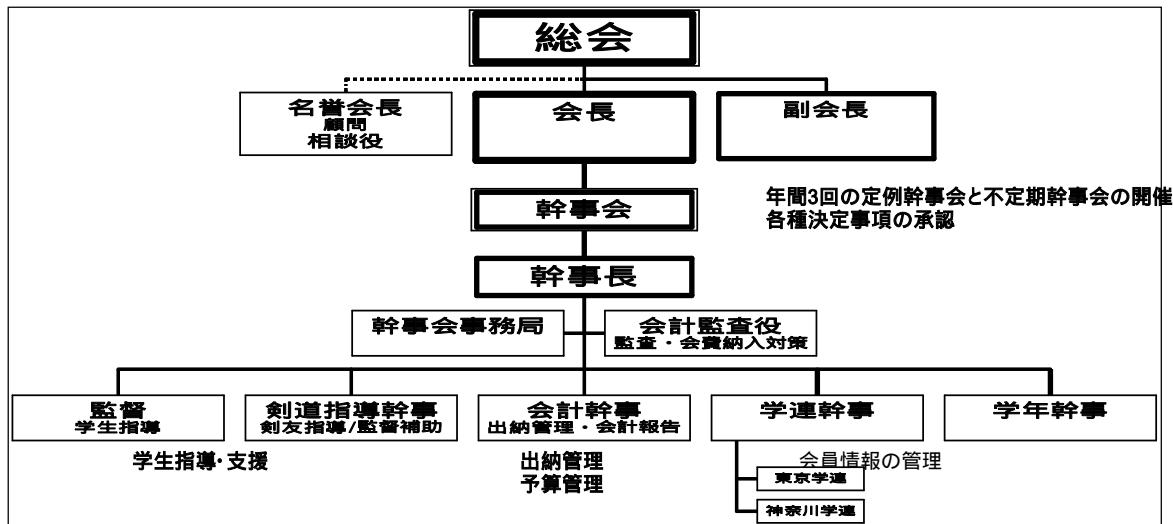 総会
名誉会長
顧問
相談役
会長
副会長
年間3回の定例幹事会と不定期幹事会の開催
各種決定事項の承認
幹事会
幹事長
幹事会事務局
会計監査役
監査・会費納入対策
監督
学生指導
剣道指導幹事
剣友指導/監督補助
会計幹事
出納管理・会計報告
学連幹事
学年幹事
学生指導・支援
出納管理
予算管理
会員情報の管理
東京学連
神奈川学連